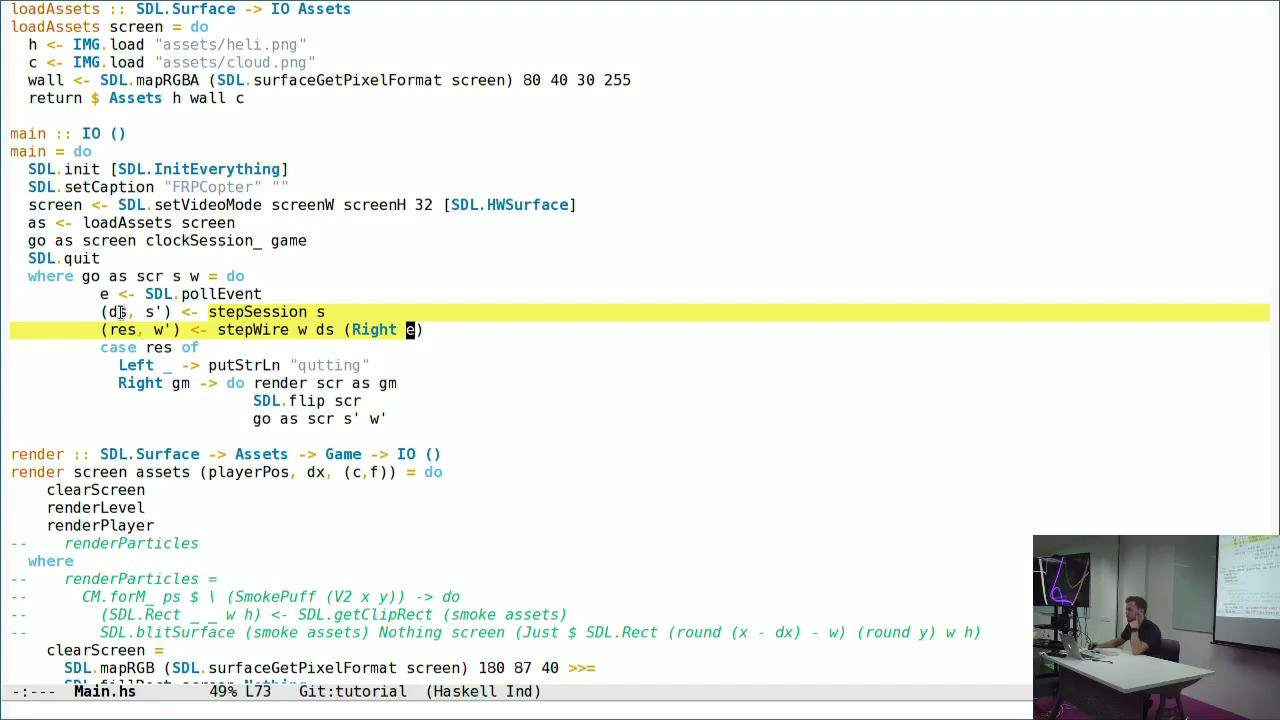 loadAssets :: SDL.Surface -> IO Assets
loadAssets screen = do
  h <- IMG.load "assets/heli.png"
  c <- IMG.load "assets/cloud.png"
  wall <- SDL.mapRGBA (SDL.surfaceGetPixelFormat screen) 80 40 30 255
  return $ Assets h wall c
main :: IO ()
main = do
  SDL.init [SDL.InitEverything]
  SDL.setCaption "FRPCopter" ""
  screen <- SDL.setVideoMode screenW screenH 32 [SDL.HWSurface]
  as <- loadAssets screen
  go as screen clockSession_ game
  SDL.quit
  where go as scr s w = do
          e <- SDL.pollEvent
          (ds, s') <- stepSession s
          (res, w') <- stepWire w ds (Right e)
          case res of
            Left _ -> putStrLn "qutting"
            Right gm -> do render scr as gm
                           SDL.flip scr
                           go as scr s' w'
render :: SDL.Surface -> Assets -> Game -> IO ()
render screen assets (playerPos, dx, (c,f)) = do
    clearScreen
    renderLevel
    renderPlayer
--    renderParticles
  where
--    renderParticles =
--      CM.forM_ ps $ \ (SmokePuff (V2 x y)) -> do
--        (SDL.Rect _ _ w h) <- SDL.getClipRect (smoke assets)
--        SDL.blitSurface (smoke assets) Nothing screen (Just $ SDL.Rect (round (x - dx) - w) (round y) w h)
    clearScreen =
      SDL.mapRGB (SDL.surfaceGetPixelFormat screen) 180 87 40 >>=
      SDL.fillRect screen Nothing
-:---  Main.hs        49% L73   Git:tutorial  (Haskell Ind)